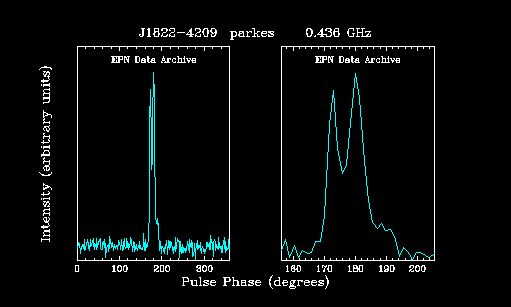 J1822-4209 parkes 0.436 GHz
EPN Data Archive EPN Data Archive
Intensity (arbitrary units)
0 100 200 300 160 170 180 190 200
Pulse Phase (degrees)